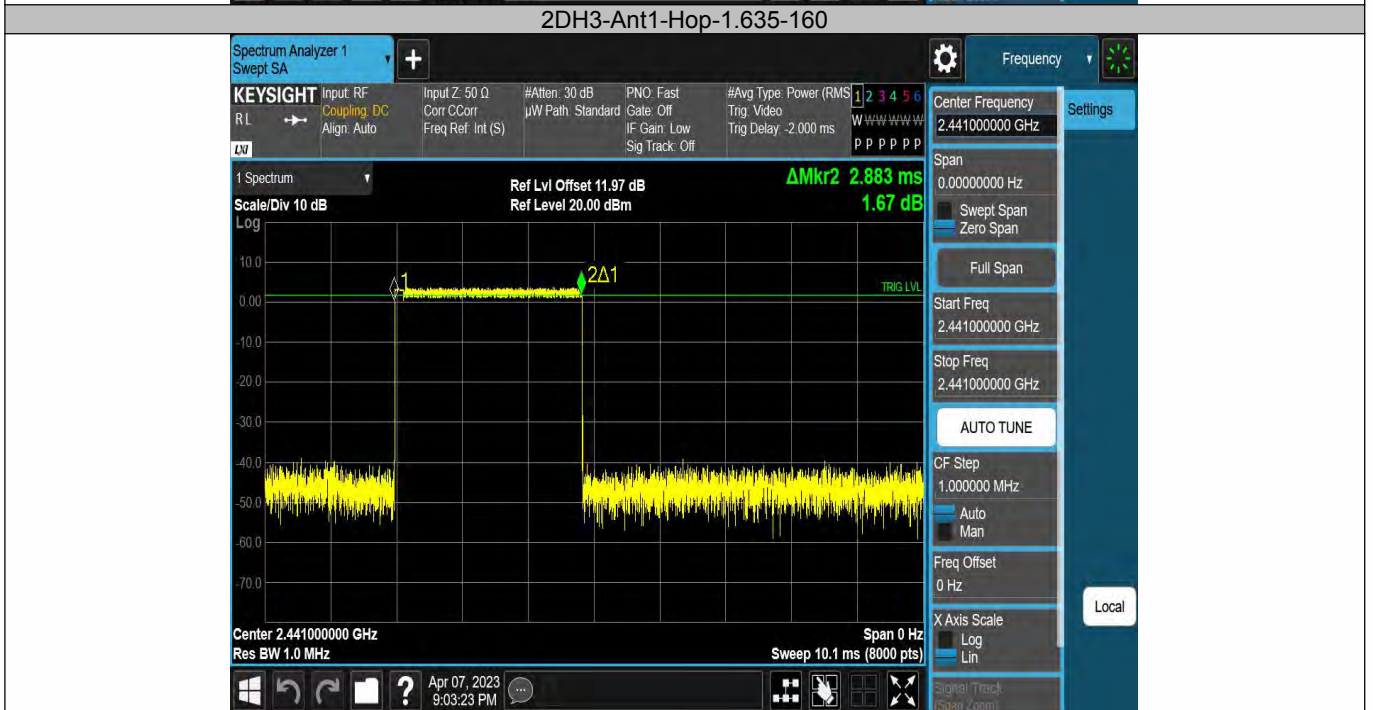 2DH3-Ant1-Hop-1.635-160
Spectrum Analyzer 1
Swept SA
Frequency
KEYSIGHT
RL
LXI
Input: RF
Coupling: DC
Align: Auto
Input Z: 50 Ω
Corr CCorr
Freq Ref: Int (S)
#Atten: 30 dB
µW Path: Standard
PNO: Fast
Gate: Off
IF Gain: Low
Sig Track: Off
#Avg Type: Power (RMS
Trig: Video
Trig Delay: -2.000 ms
1 2 3 4 5 6
W W W W W W
P P P P P P
1 Spectrum
Scale/Div 10 dB
Log
Ref Lvl Offset 11.97 dB
Ref Level 20.00 dBm
ΔMkr2 2.883 ms
1.67 dB
10.0
0.00
-10.0
-20.0
-30.0
-40.0
-50.0
-60.0
-70.0
1
2Δ1
TRIG LVL
Center 2.441000000 GHz
Res BW 1.0 MHz
Span 0 Hz
Sweep 10.1 ms (8000 pts)
Center Frequency
2.441000000 GHz
Settings
Span
0.00000000 Hz
Swept Span
Zero Span
Full Span
Start Freq
2.441000000 GHz
Stop Freq
2.441000000 GHz
AUTO TUNE
CF Step
1.000000 MHz
Auto
Man
Freq Offset
0 Hz
X Axis Scale
Log
Lin
Local
Signal Track
(Span Zoom)
?
Apr 07, 2023
9:03:23 PM